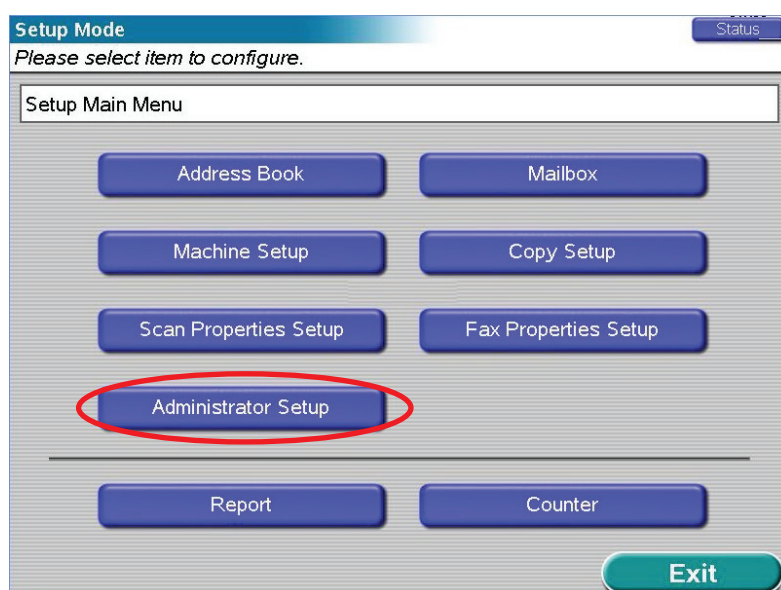 Setup Mode
Status
Please select item to configure.
Setup Main Menu
Address Book
Mailbox
Machine Setup
Copy Setup
Scan Properties Setup
Fax Properties Setup
Administrator Setup
Report
Counter
Exit